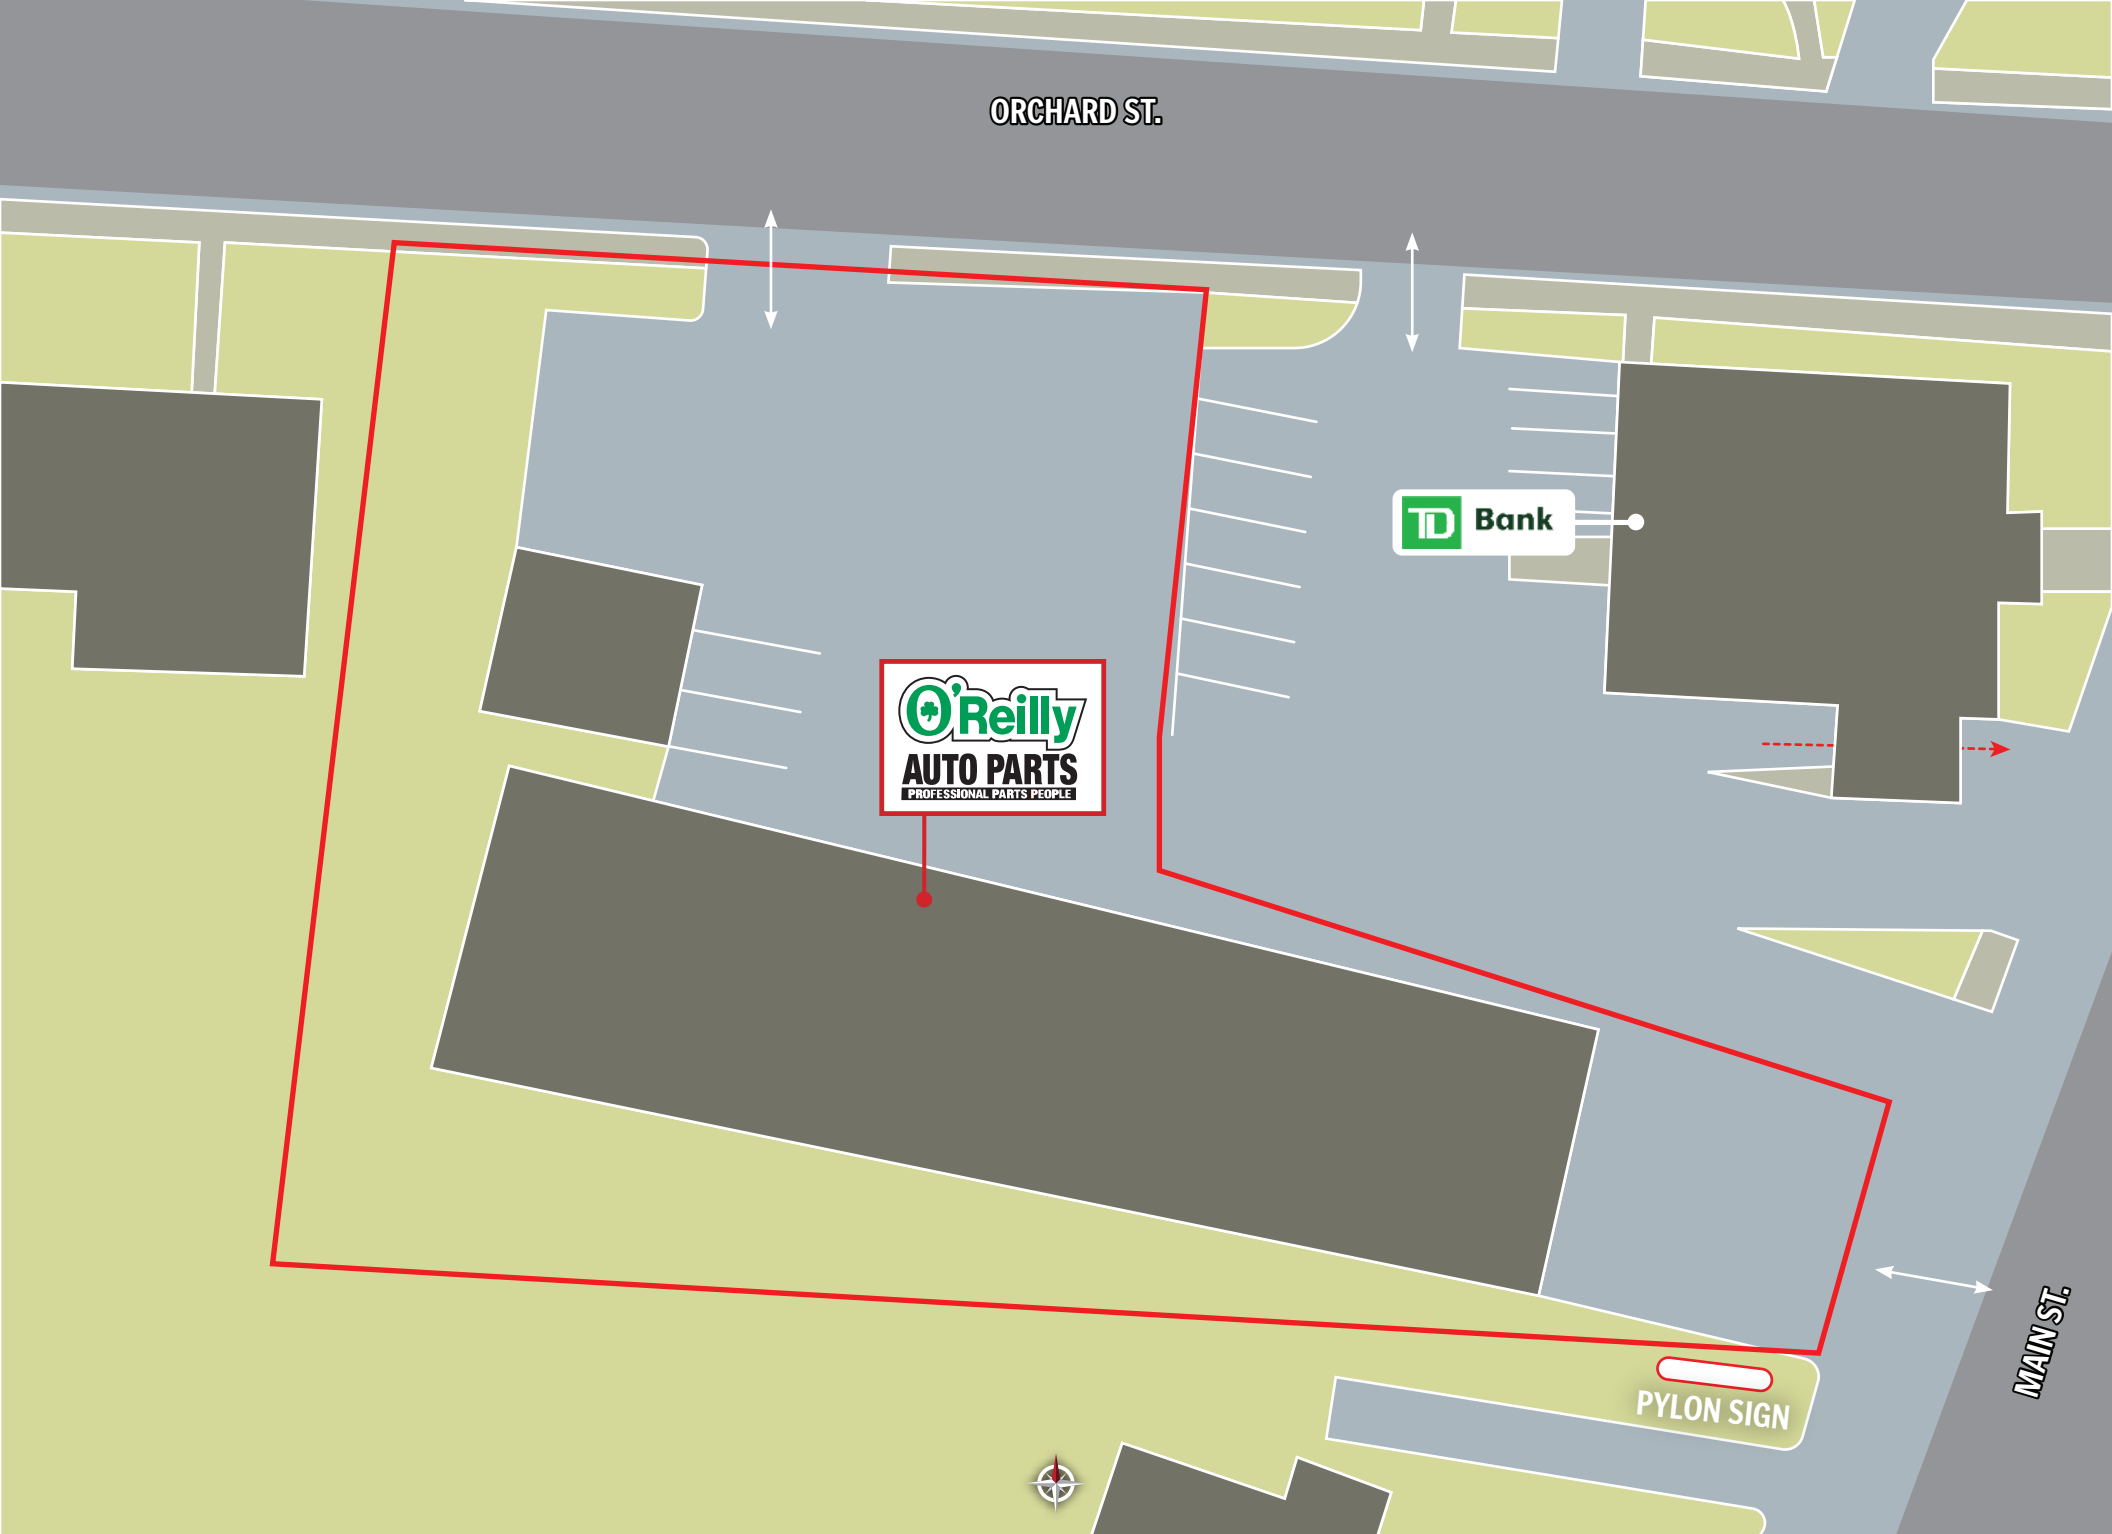 ORCHARD ST.
TD Bank
O'Reilly
AUTO PARTS
PROFESSIONAL PARTS PEOPLE
MAIN ST.
PYLON SIGN